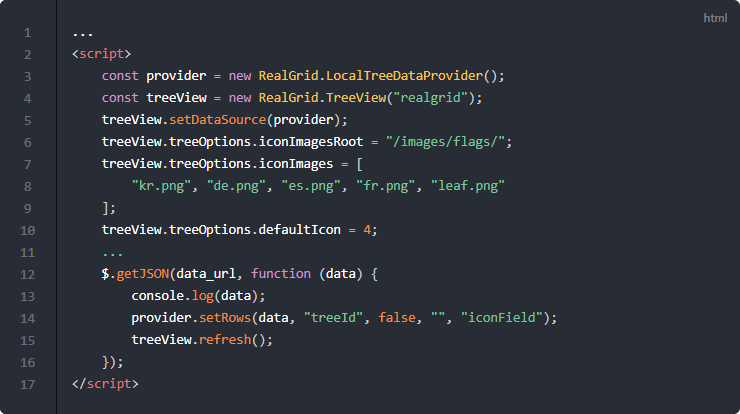 html
1 ...
2 <script>
3     const provider = new RealGrid.LocalTreeDataProvider();
4     const treeView = new RealGrid.TreeView("realgrid");
5     treeView.setDataSource(provider);
6     treeView.treeOptions.iconImagesRoot = "/images/flags/";
7     treeView.treeOptions.iconImages = [
8         "kr.png", "de.png", "es.png", "fr.png", "leaf.png"
9     ];
10     treeView.treeOptions.defaultIcon = 4;
11     ...
12     $.getJSON(data_url, function (data) {
13         console.log(data);
14         provider.setRows(data, "treeId", false, "", "iconField");
15         treeView.refresh();
16     });
17 </script>